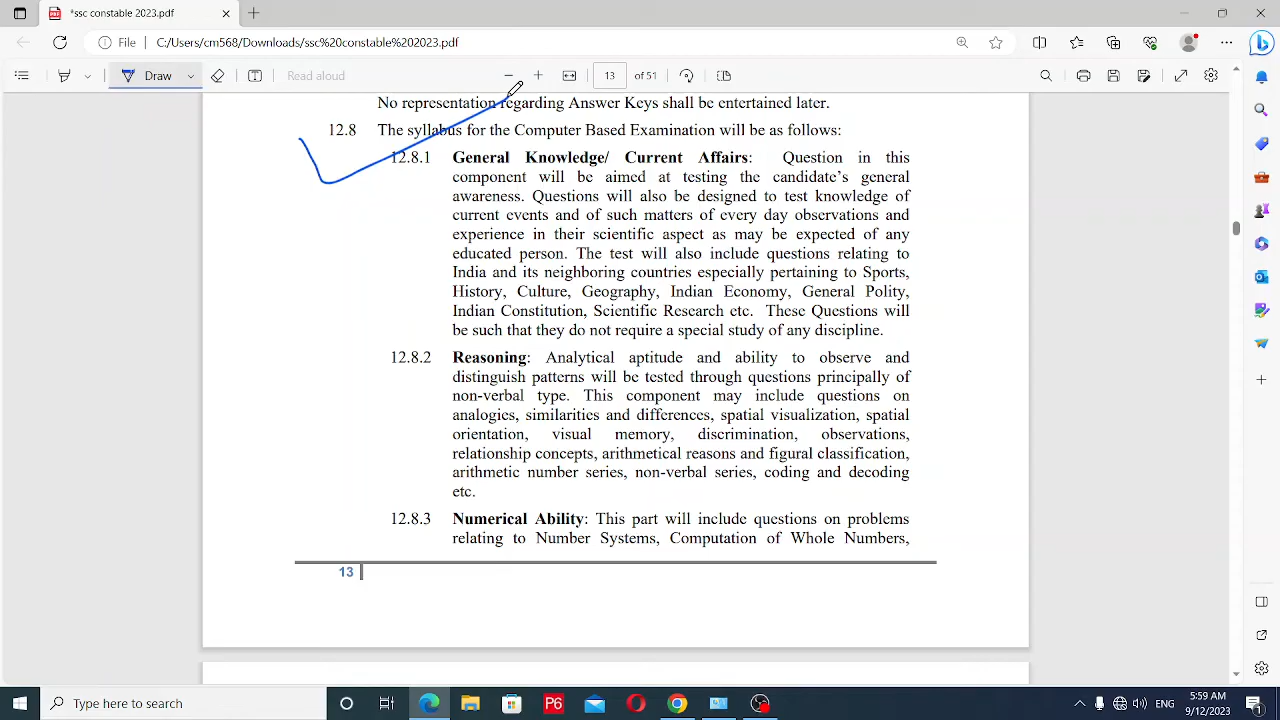 *ssc constable 2023.pdf
File
C:/Users/cm568/Downloads/ssc%20constable%202023.pdf
Draw
Read aloud
13 of 51
No representation regarding Answer Keys shall be entertained later.
12.8 The syllabus for the Computer Based Examination will be as follows:
12.8.1 General Knowledge/ Current Affairs: Question in this
component will be aimed at testing the candidate's general
awareness. Questions will also be designed to test knowledge of
current events and of such matters of every day observations and
experience in their scientific aspect as may be expected of any
educated person. The test will also include questions relating to
India and its neighboring countries especially pertaining to Sports,
History, Culture, Geography, Indian Economy, General Polity,
Indian Constitution, Scientific Research etc. These Questions will
be such that they do not require a special study of any discipline.
12.8.2 Reasoning: Analytical aptitude and ability to observe and
distinguish patterns will be tested through questions principally of
non-verbal type. This component may include questions on
analogies, similarities and differences, spatial visualization, spatial
orientation, visual memory, discrimination, observations,
relationship concepts, arithmetical reasons and figural classification,
arithmetic number series, non-verbal series, coding and decoding
etc.
12.8.3 Numerical Ability: This part will include questions on problems
relating to Number Systems, Computation of Whole Numbers,
13
Type here to search
P6
ENG
5:59 AM
9/12/2023